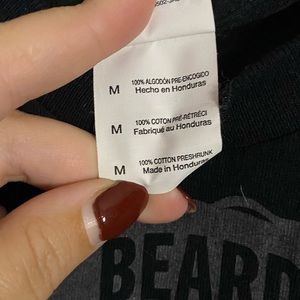 M 100% ALGODÓN PRE-ENCOGIDO
Hecho en Honduras
M 100% COTON PRÉ-RÉTRÉCI
Fabriqué au Honduras
M 100% COTTON PRESHRUNK
Made in Honduras
BEARD